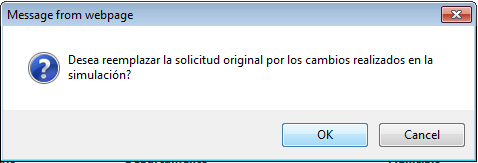 Message from webpage
Desea reemplazar la solicitud original por los cambios realizados en la
simulación?
OK
Cancel